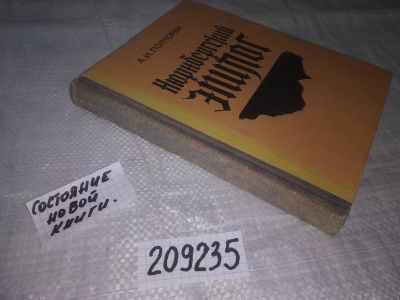 А.И. ПОЛТОРАК
Нюрнбергский
эпилог
СОСТОЯНИЕ
НОВОЙ
КНИГИ.
209235